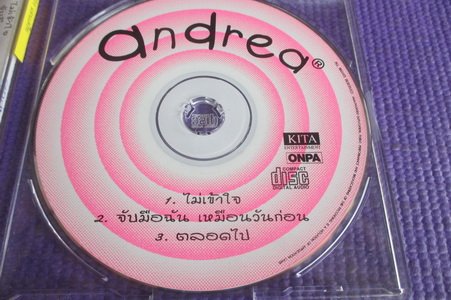 andrea®
KITA
ENTERTAINMENT
ONPA
COMPACT
disc
DIGITAL AUDIO
1. ไม่เข้าใจ
2. จับมือฉัน เหมือนวันก่อน
3. ตลอดไป